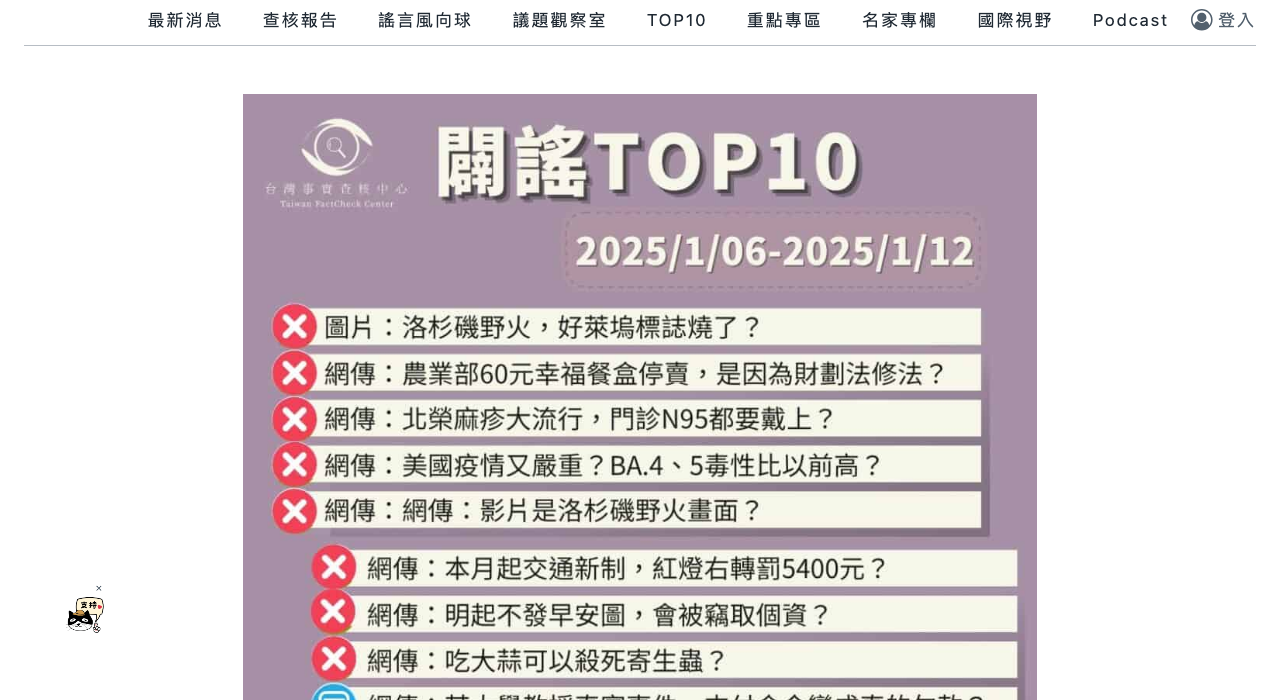 最新消息 查核報告 謠言風向球 議題觀察室 TOP10 重點專區 名家專欄 國際視野 Podcast 登入
闢謠TOP10
台灣事實查核中心
Taiwan FactCheck Center
2025/1/06-2025/1/12
圖片：洛杉磯野火，好萊塢標誌燒了？
網傳：農業部60元幸福餐盒停賣，是因為財劃法修法？
網傳：北榮麻疹大流行，門診N95都要戴上？
網傳：美國疫情又嚴重？BA.4、5毒性比以前高？
網傳：網傳：影片是洛杉磯野火畫面？
網傳：本月起交通新制，紅燈右轉罰5400元？
網傳：明起不發早安圖，會被竊取個資？
支持
網傳：吃大蒜可以殺死寄生蟲？